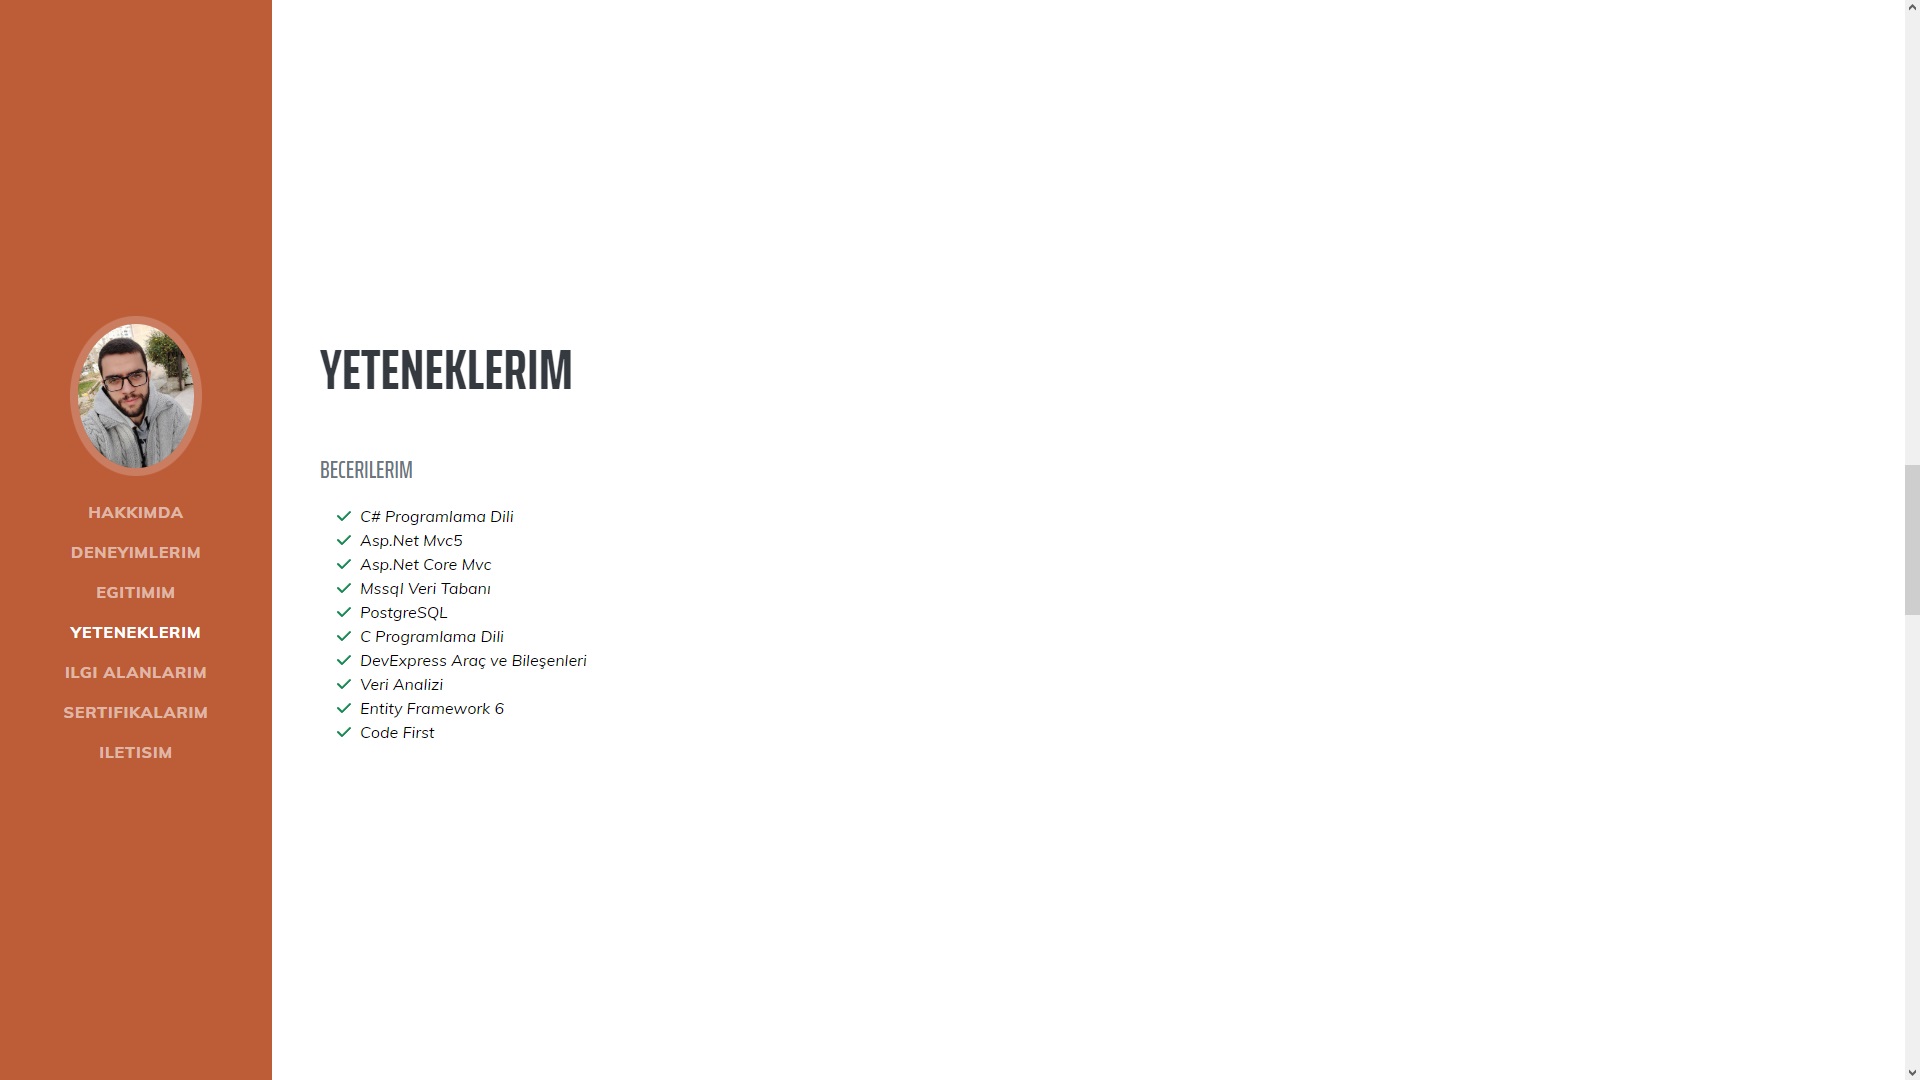 HAKKIMDA
DENEYIMLERIM
EGITIMIM
YETENEKLERIM
ILGI ALANLARIM
SERTIFIKALARIM
ILETISIM
YETENEKLERIM
BECERILERIM
C# Programlama Dili
Asp.Net Mvc5
Asp.Net Core Mvc
Mssql Veri Tabanı
PostgreSQL
C Programlama Dili
DevExpress Araç ve Bileşenleri
Veri Analizi
Entity Framework 6
Code First